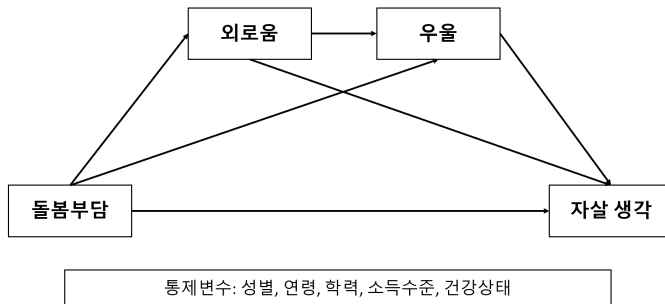 외로움
우울
돌봄부담
자살 생각
통제변수: 성별, 연령, 학력, 소득수준, 건강상태